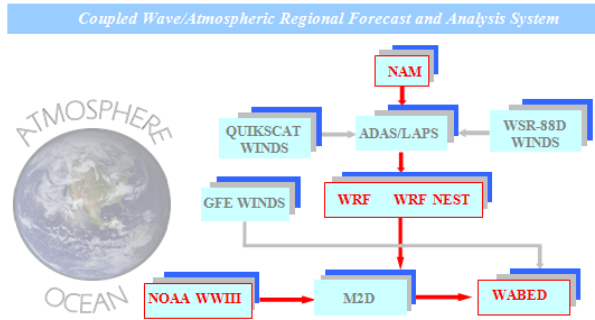 Coupled Wave/Atmospheric Regional Forecast and Analysis System
NAM
ATMOSPHERE
QUIKSCAT
WINDS
ADAS/LAPS
WSR-88D
WINDS
GFE WINDS
WRF WRF NEST
OCEAN
NOAA WWIII
M2D
WABED